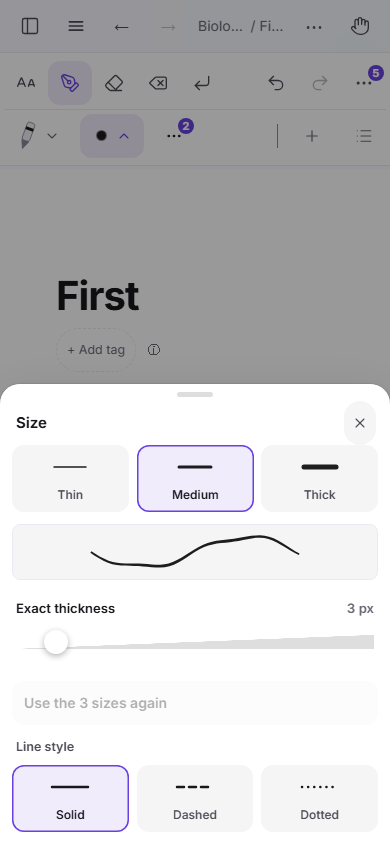 Biolo... / Fi...
AA
5
2
First
+ Add tag
Size
Thin Medium Thick
Exact thickness 3 px
Use the 3 sizes again
Line style
Solid Dashed Dotted